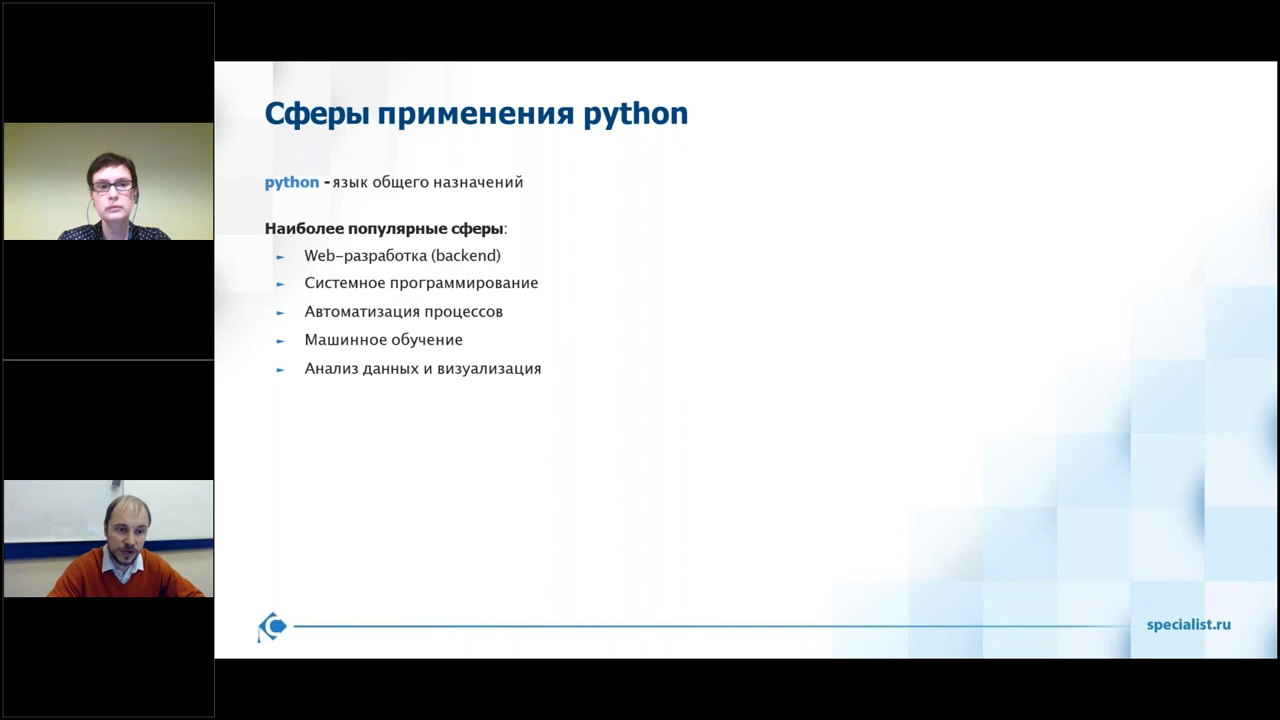 Сферы применения python
python - язык общего назначений
Наиболее популярные сферы:
► Web-разработка (backend)
► Системное программирование
► Автоматизация процессов
► Машинное обучение
► Анализ данных и визуализация
specialist.ru